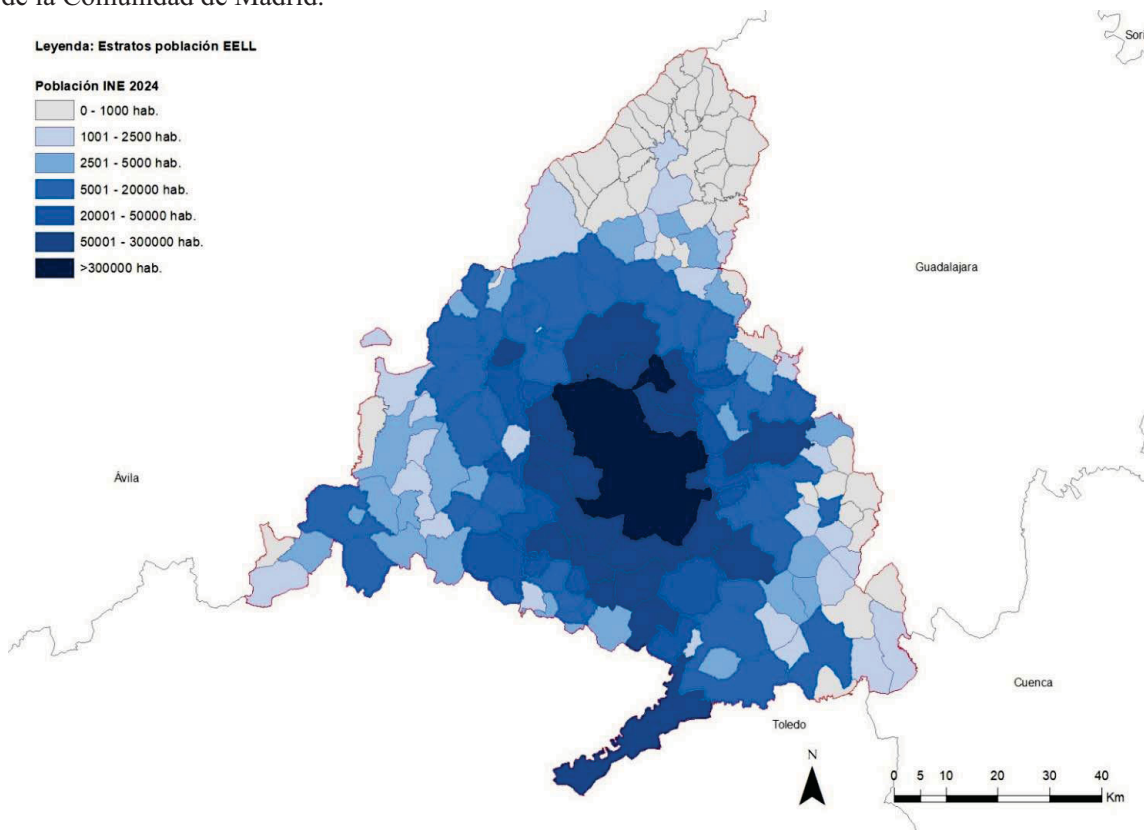 de la Comunidad de Madrid.
Leyenda: Estratos población EELL
Población INE 2024
0 - 1000 hab.
1001 - 2500 hab.
2501 - 5000 hab.
5001 - 20000 hab.
20001 - 50000 hab.
50001 - 300000 hab.
>300000 hab.
Sori
Guadalajara
Ávila
Cuenca
Toledo
N
0 5 10 20 30 40
Km